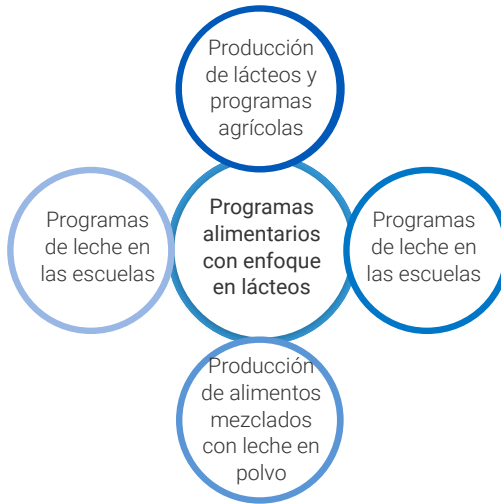 Producción
de lácteos y
programas
agrícolas
Programas
de leche en
las escuelas
Programas
alimentarios
con enfoque
en lácteos
Programas
de leche en
las escuelas
Producción
de alimentos
mezclados
con leche en
polvo